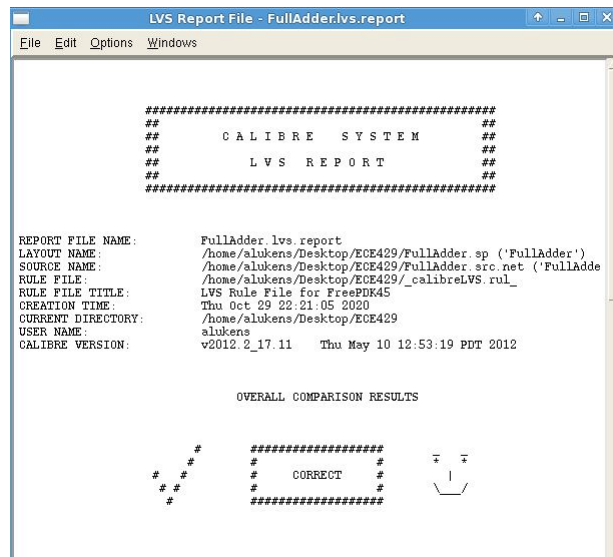 LVS Report File - FullAdder.lvs.report
File Edit Options Windows
##################################################
## ##
## C A L I B R E   S Y S T E M ##
## ##
## L V S   R E P O R T ##
## ##
##################################################
REPORT FILE NAME: FullAdder.lvs.report
LAYOUT NAME: /home/alukens/Desktop/ECE429/FullAdder.sp ('FullAdder')
SOURCE NAME: /home/alukens/Desktop/ECE429/FullAdder.src.net ('FullAdde
RULE FILE: /home/alukens/Desktop/ECE429/_calibreLVS.rul_
RULE FILE TITLE: LVS Rule File for FreePDK45
CREATION TIME: Thu Oct 29 22:21:05 2020
CURRENT DIRECTORY: /home/alukens/Desktop/ECE429
USER NAME: alukens
CALIBRE VERSION: v2012.2_17.11 Thu May 10 12:53:19 PDT 2012
OVERALL COMPARISON RESULTS
# ################### _ _
# # # * *
# # # CORRECT # |
# # # # \___/
# ###################